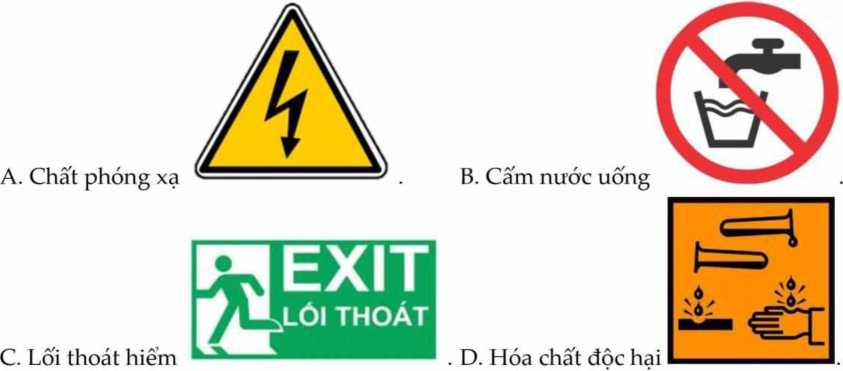 A. Chất phóng xạ . B. Cấm nước uống .
EXIT
LỐI THOÁT
C. Lối thoát hiểm . D. Hóa chất độc hại .